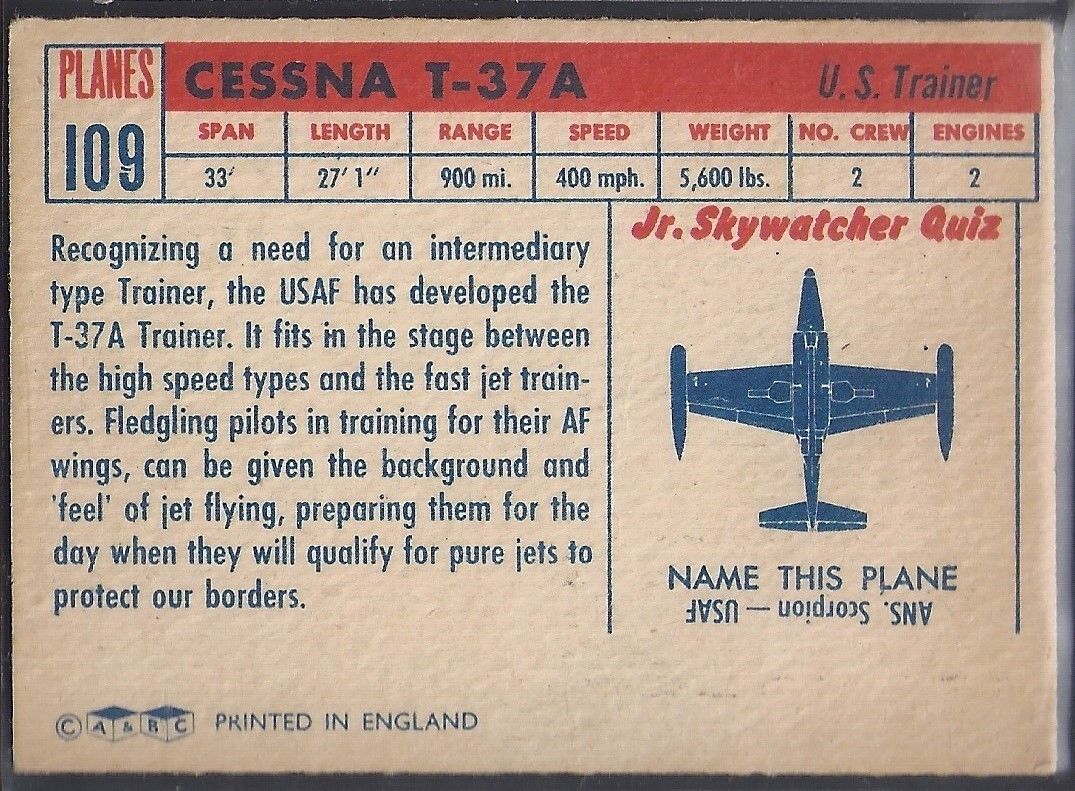 PLANES
109
CESSNA T-37A
U. S. Trainer
SPAN LENGTH RANGE SPEED WEIGHT NO. CREW ENGINES
33′ 27′ 1″ 900 mi. 400 mph. 5,600 lbs. 2 2
Recognizing a need for an intermediary
type Trainer, the USAF has developed the
T-37A Trainer. It fits in the stage between
the high speed types and the fast jet train-
ers. Fledgling pilots in training for their AF
wings, can be given the background and
'feel' of jet flying, preparing them for the
day when they will qualify for pure jets to
protect our borders.
Jr. Skywatcher Quiz
NAME THIS PLANE
ANS. Scorpion — USAF
© A & BC PRINTED IN ENGLAND